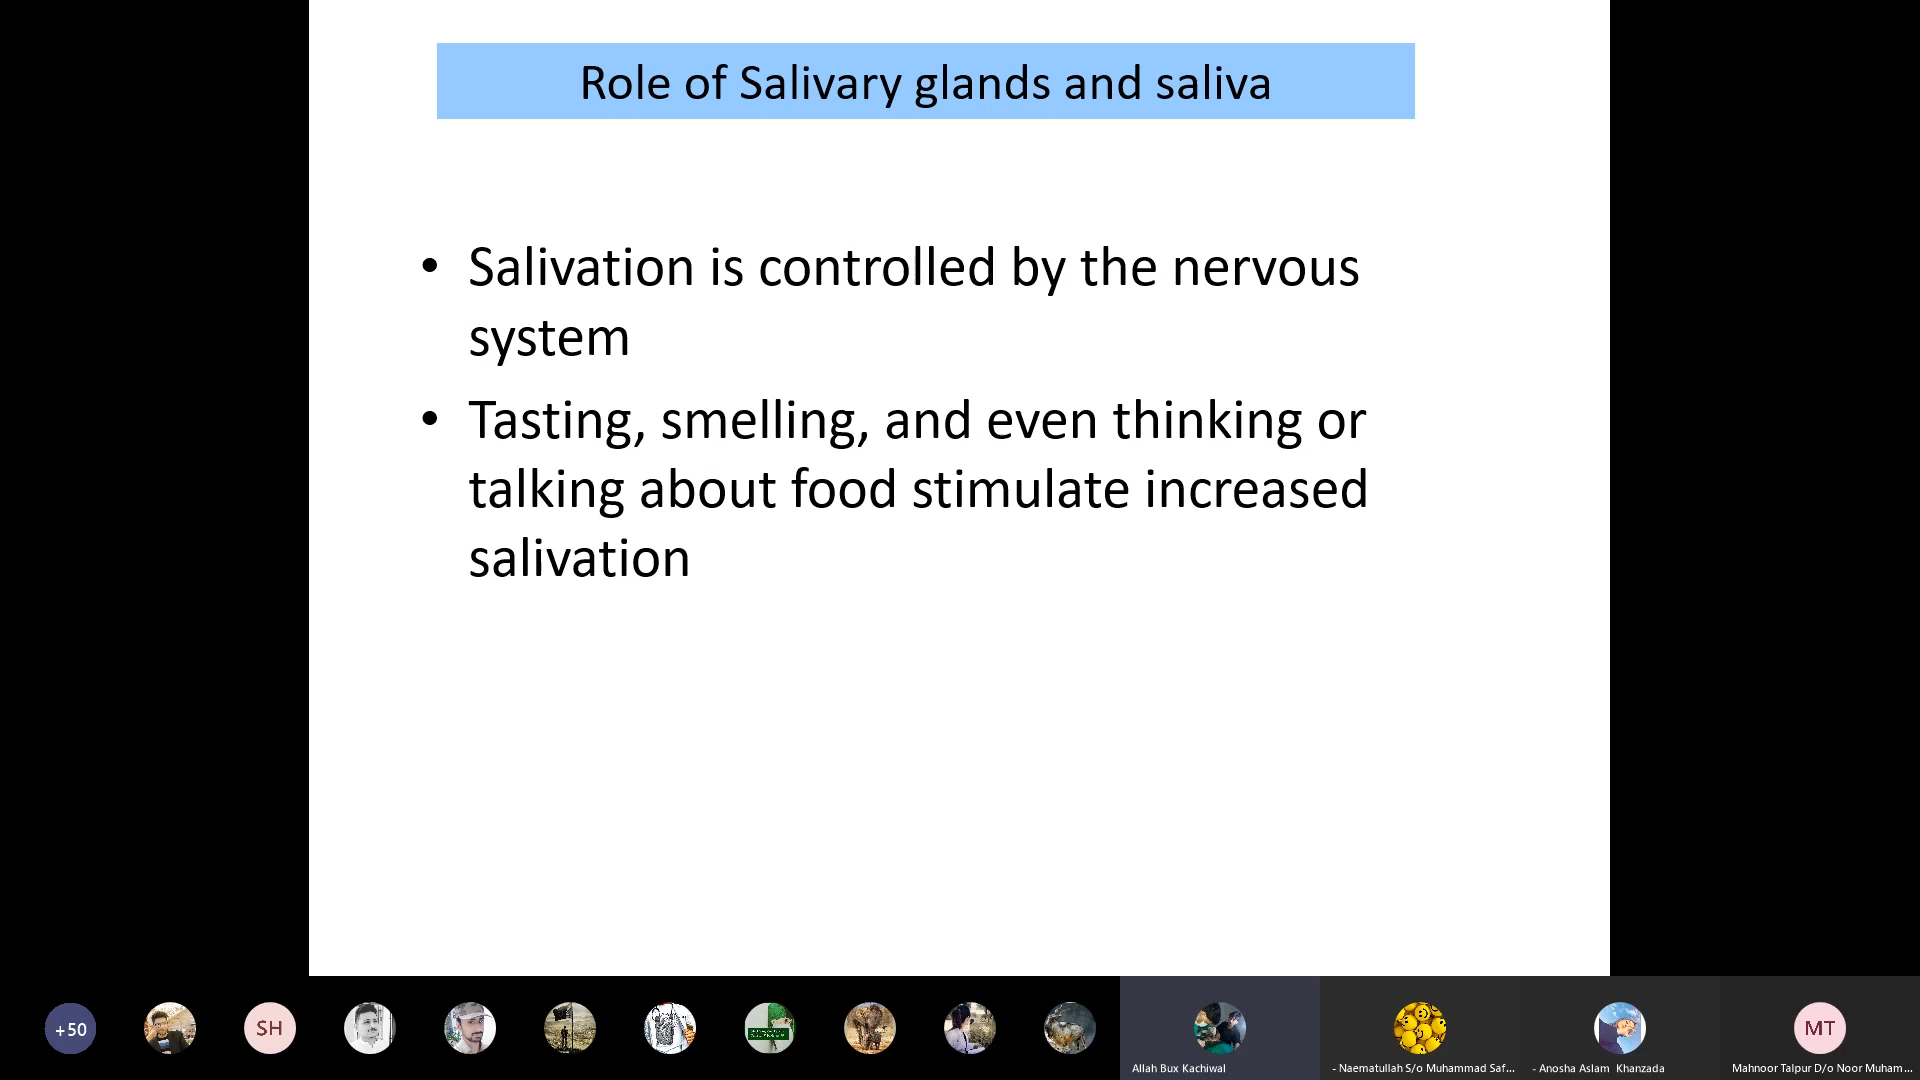 Role of Salivary glands and saliva
• Salivation is controlled by the nervous
system
• Tasting, smelling, and even thinking or
talking about food stimulate increased
salivation
+50
SH
MT
Allah Bux Kachiwal
- Naematullah S/o Muhammad Saf...
- Anosha Aslam Khanzada
Mahnoor Talpur D/o Noor Muham...